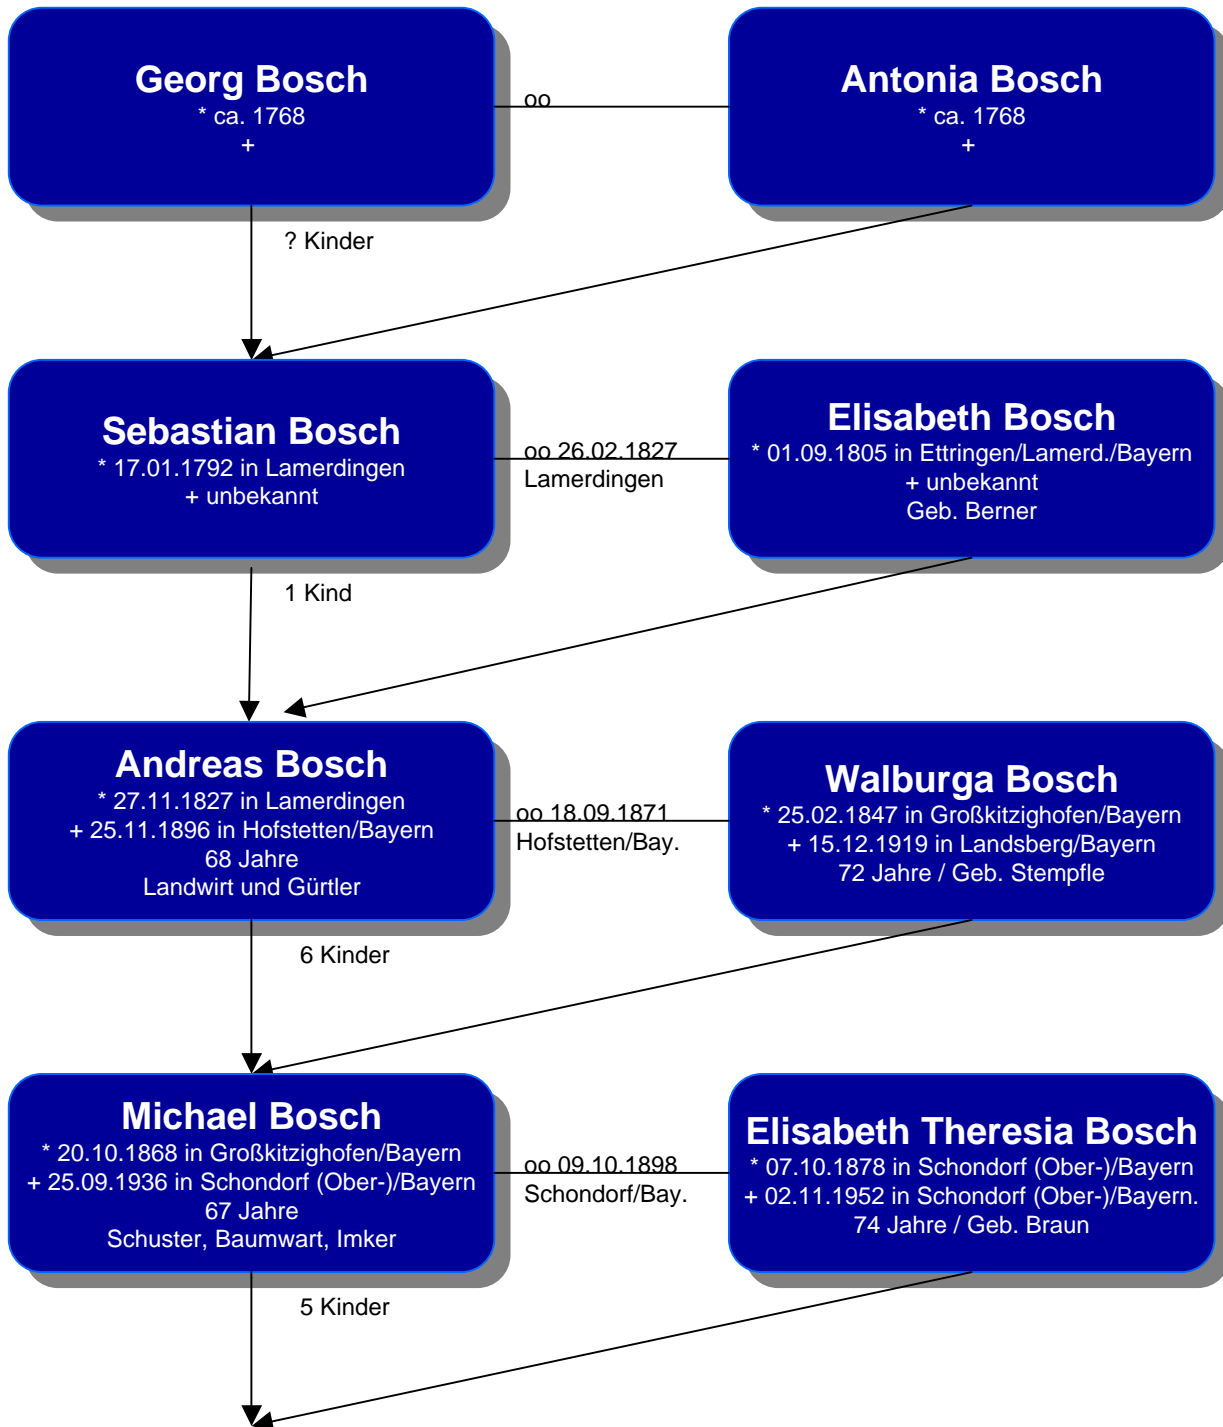 Georg Bosch
* ca. 1768
+
oo
Antonia Bosch
* ca. 1768
+
? Kinder
Sebastian Bosch
* 17.01.1792 in Lamerdingen
+ unbekannt
oo 26.02.1827
Lamerdingen
Elisabeth Bosch
* 01.09.1805 in Ettringen/Lamerd./Bayern
+ unbekannt
Geb. Berner
1 Kind
Andreas Bosch
* 27.11.1827 in Lamerdingen
+ 25.11.1896 in Hofstetten/Bayern
68 Jahre
Landwirt und Gürtler
oo 18.09.1871
Hofstetten/Bay.
Walburga Bosch
* 25.02.1847 in Großkitzighofen/Bayern
+ 15.12.1919 in Landsberg/Bayern
72 Jahre / Geb. Stempfle
6 Kinder
Michael Bosch
* 20.10.1868 in Großkitzighofen/Bayern
+ 25.09.1936 in Schondorf (Ober-)/Bayern
67 Jahre
Schuster, Baumwart, Imker
oo 09.10.1898
Schondorf/Bay.
Elisabeth Theresia Bosch
* 07.10.1878 in Schondorf (Ober-)/Bayern
+ 02.11.1952 in Schondorf (Ober-)/Bayern.
74 Jahre / Geb. Braun
5 Kinder